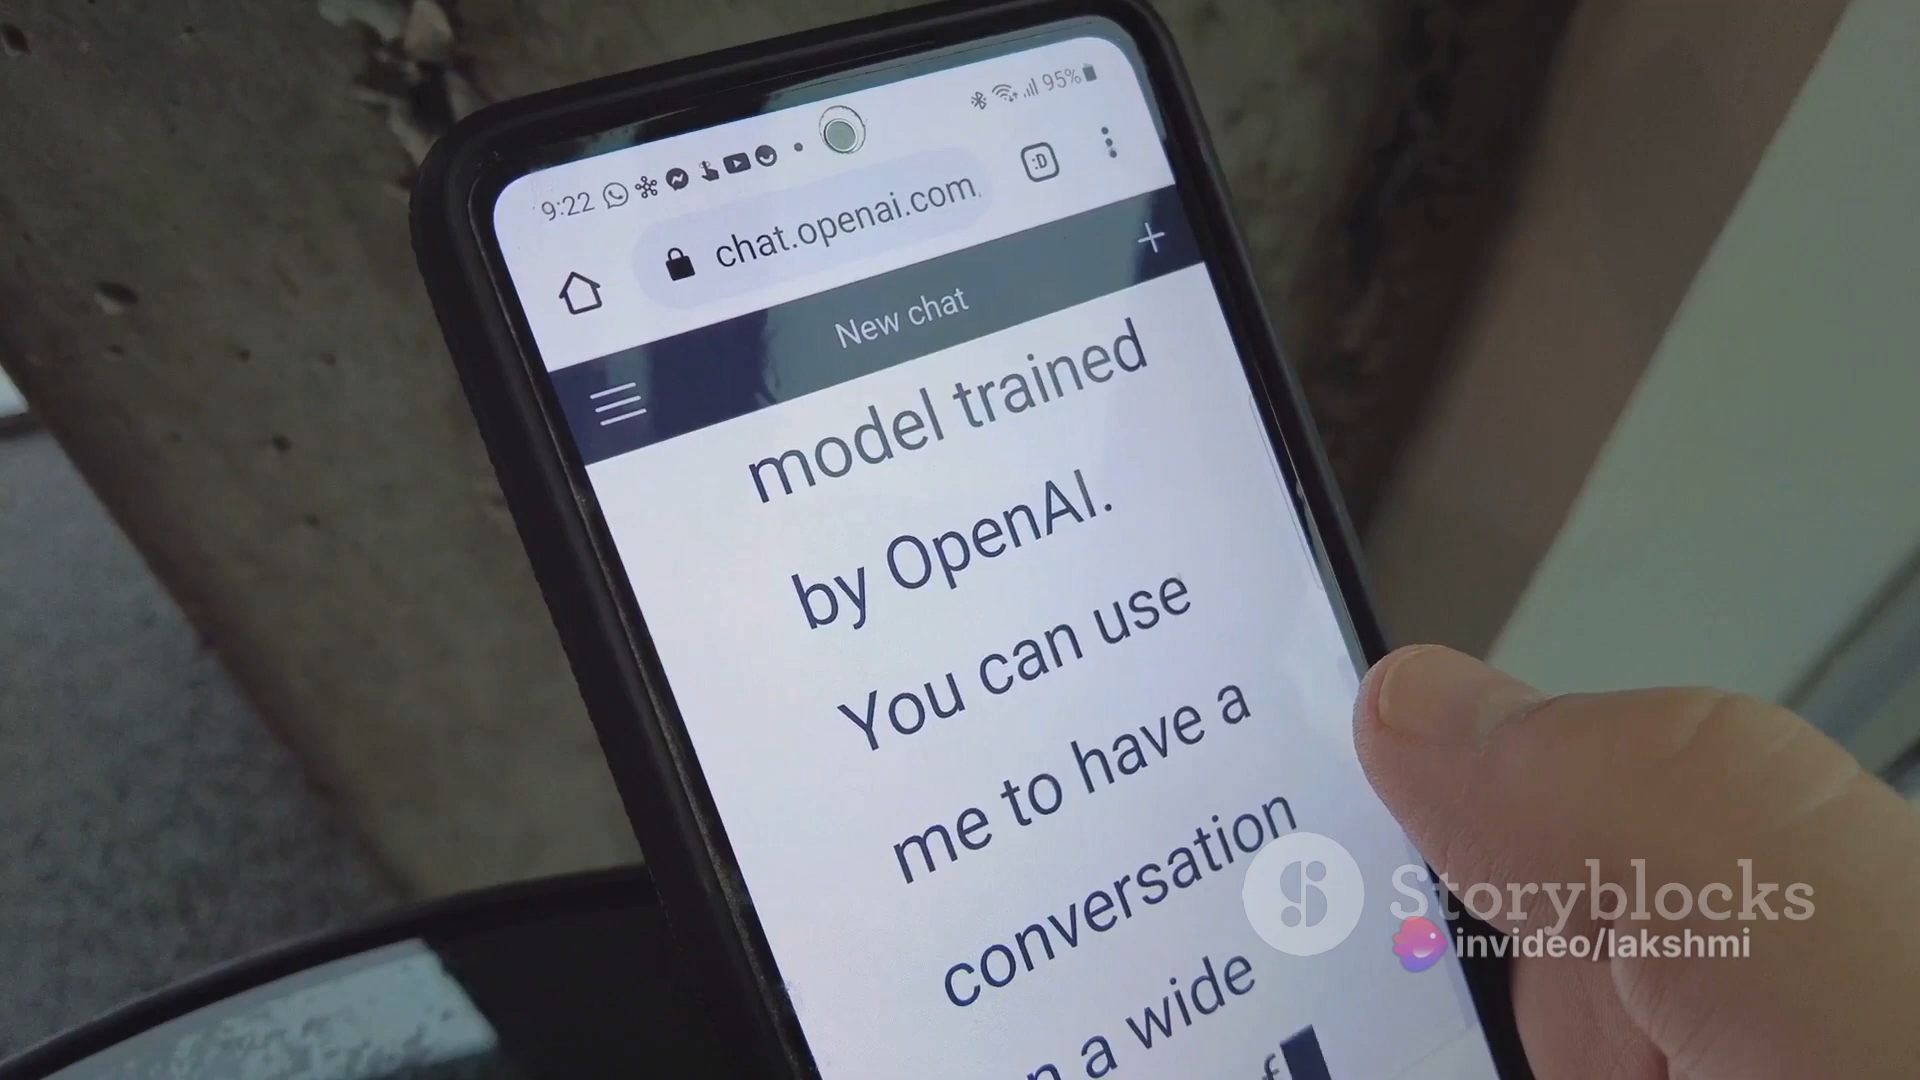 9:22
95%
chat.openai.com
:D
New chat
model trained
by OpenAI.
You can use
me to have a
conversation
a wide
Storyblocks
invideo/lakshmi